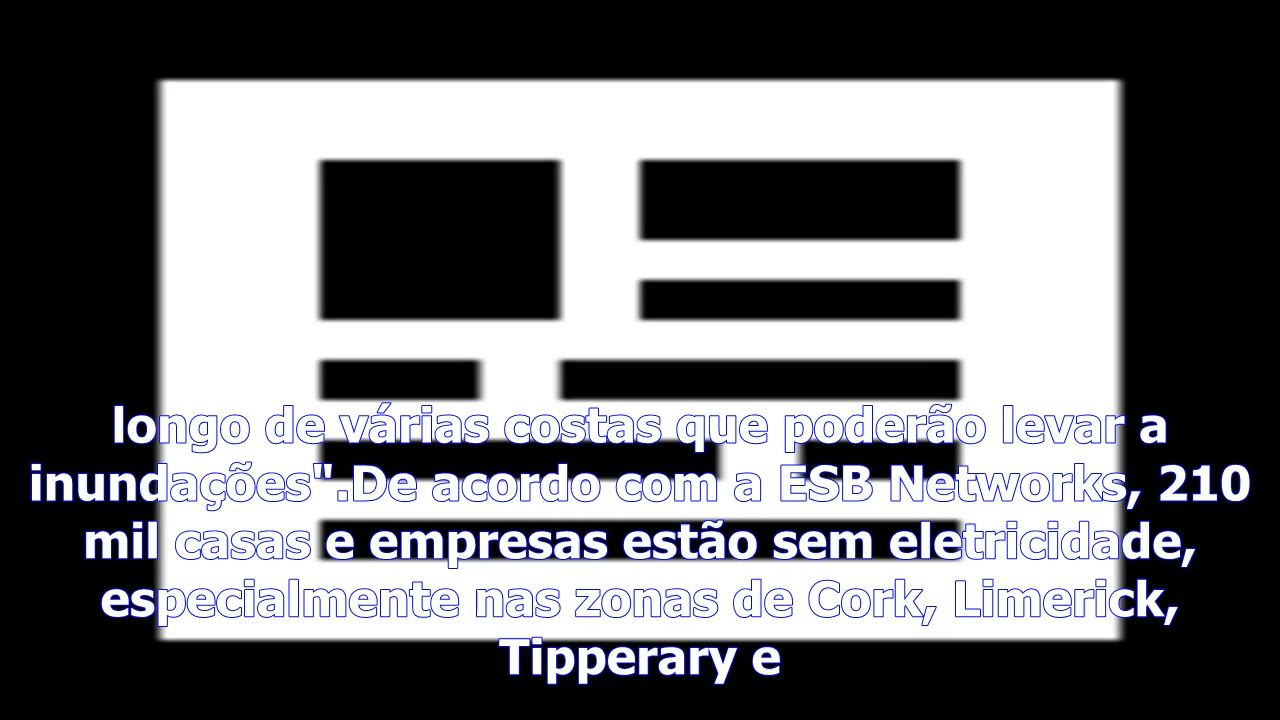 longo de várias costas que poderão levar a
inundações".De acordo com a ESB Networks, 210
mil casas e empresas estão sem eletricidade,
especialmente nas zonas de Cork, Limerick,
Tipperary e